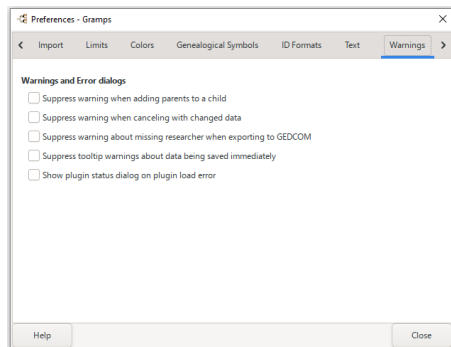 Preferences - Gramps
Import Limits Colors Genealogical Symbols ID Formats Text Warnings
Warnings and Error dialogs
Suppress warning when adding parents to a child
Suppress warning when canceling with changed data
Suppress warning about missing researcher when exporting to GEDCOM
Suppress tooltip warnings about data being saved immediately
Show plugin status dialog on plugin load error
Help Close